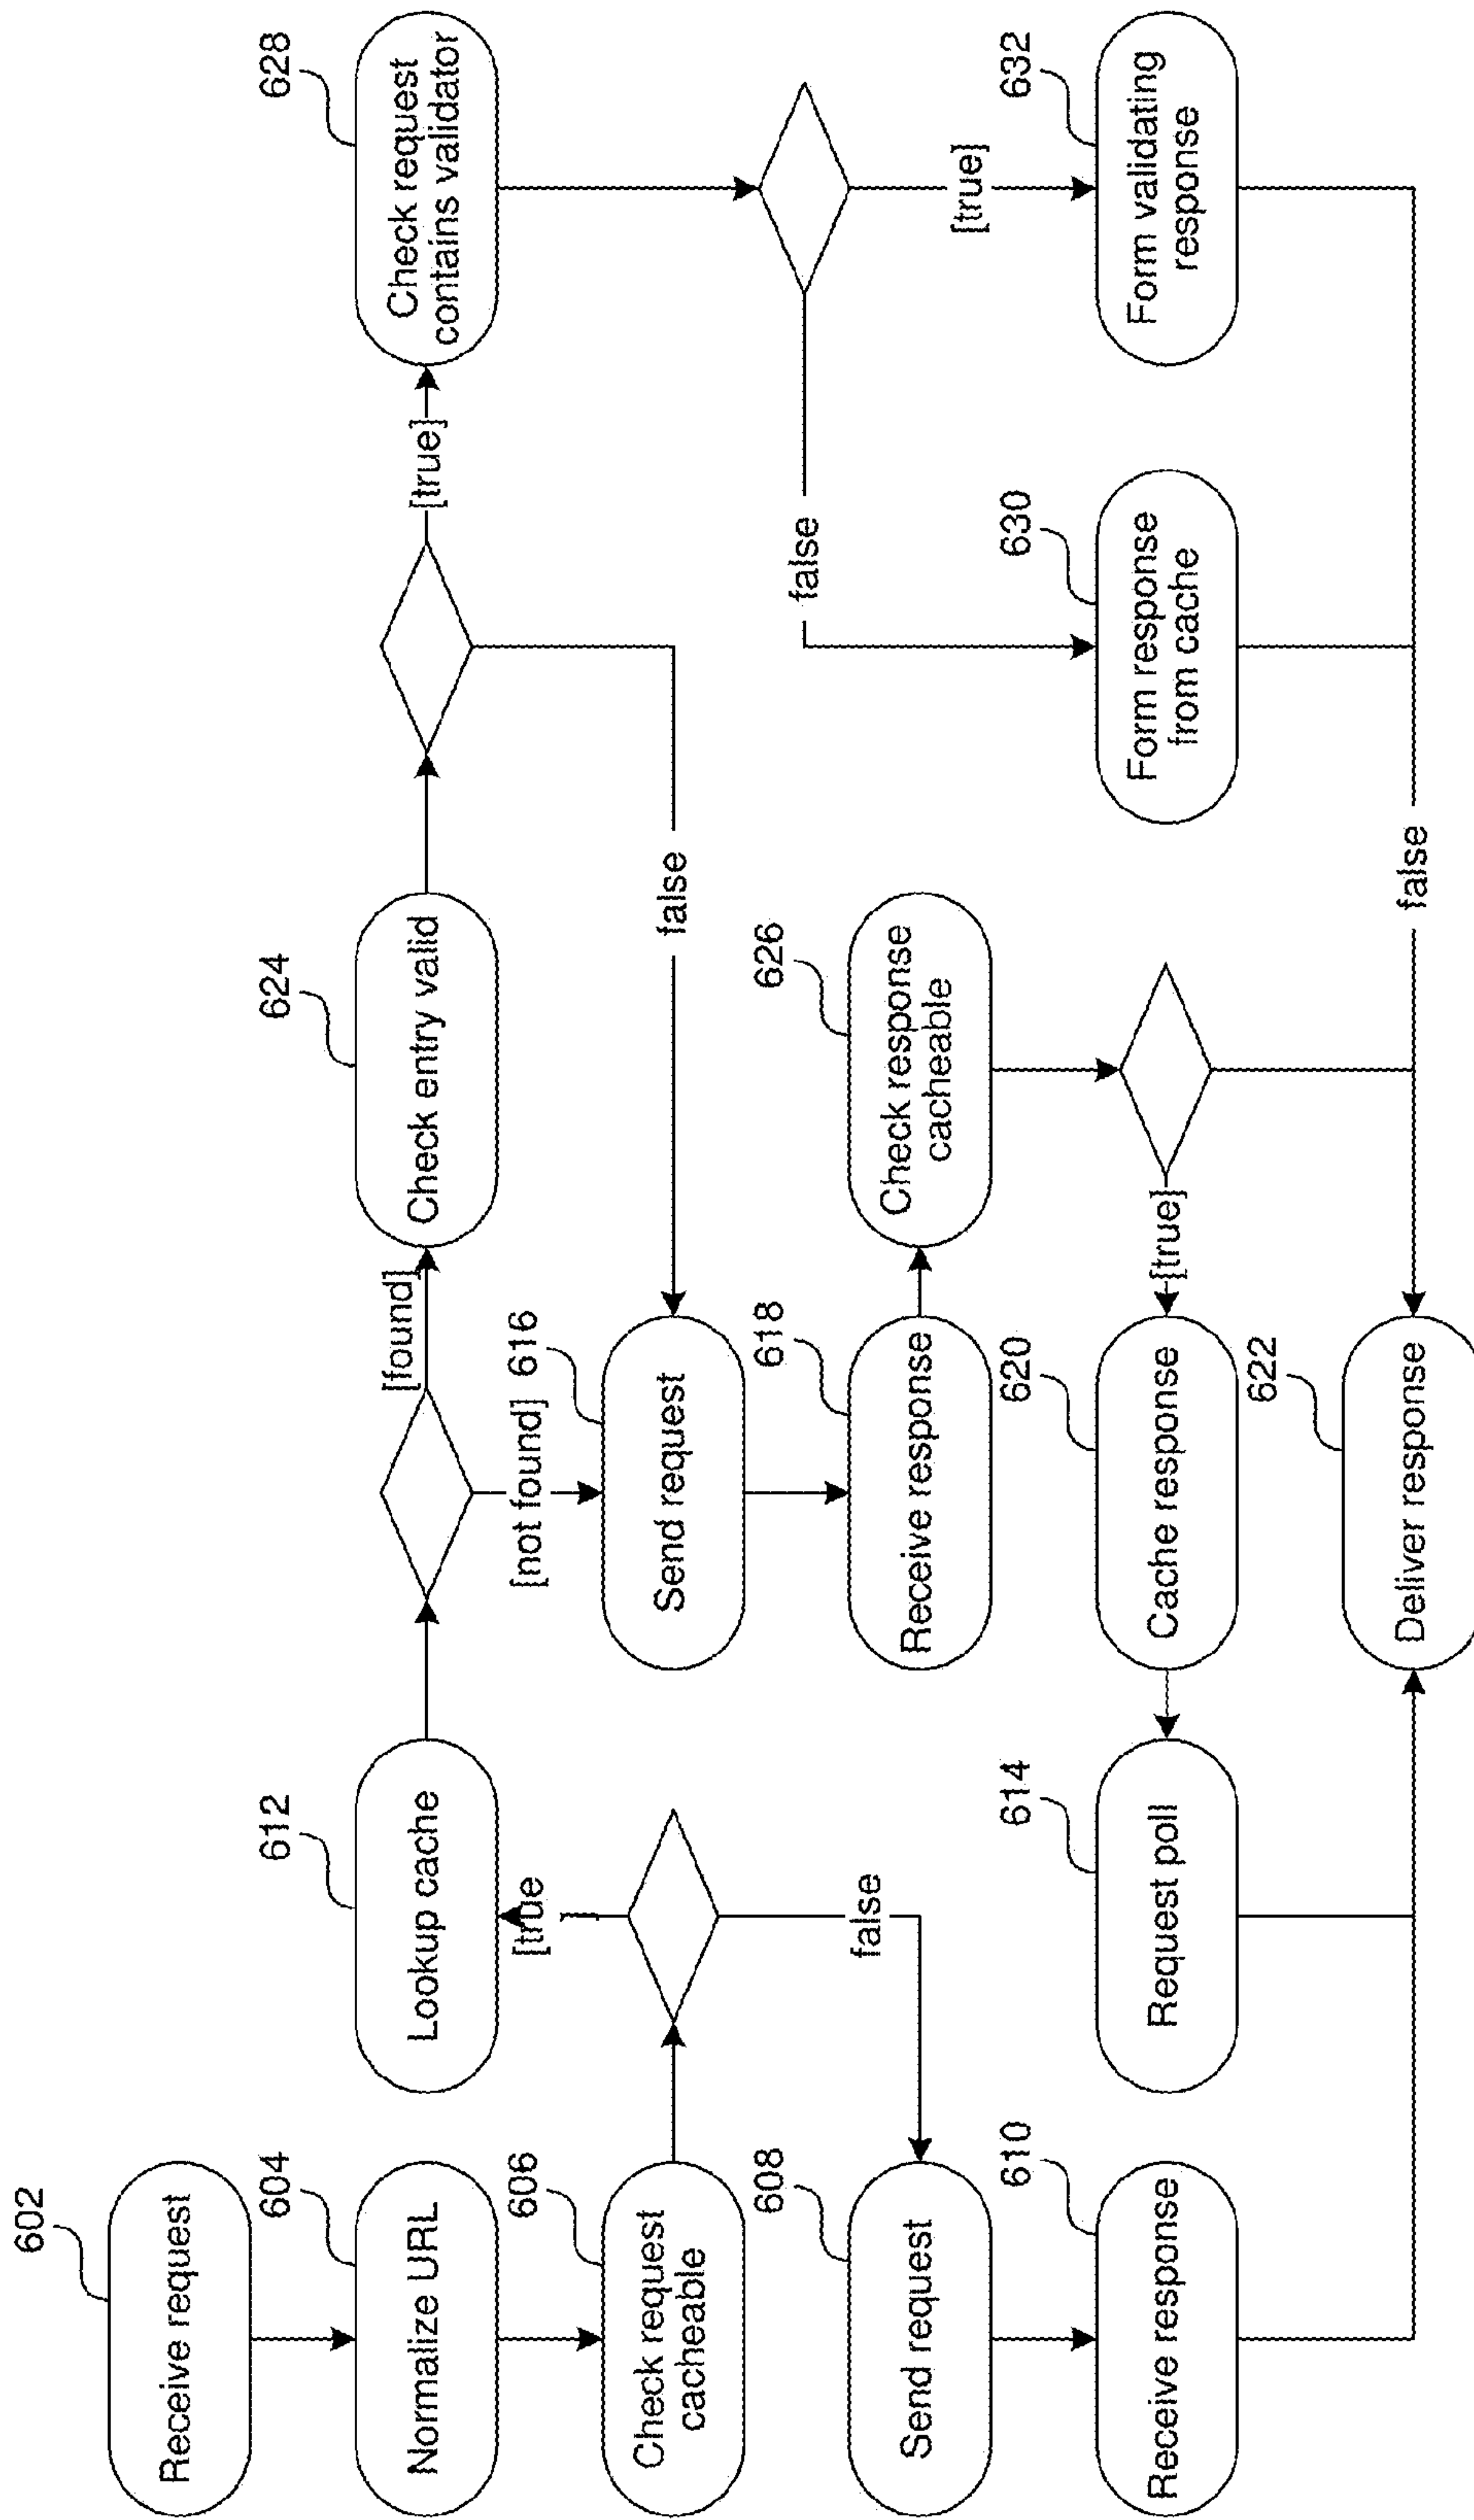 602
Receive request
604
Normalize URL
606
Check request
cacheable
608
Send request
610
Receive response
612
Lookup cache
[true
]
false
614
Request poll
[found]
[not found]
616
Send request
618
Receive response
620
Cache response
622
Deliver response
624
Check entry valid
[true]
false
626
Check response
cacheable
[true]
false
628
Check request
contains validator
false
[true]
630
Form response
from cache
632
Form validating
response